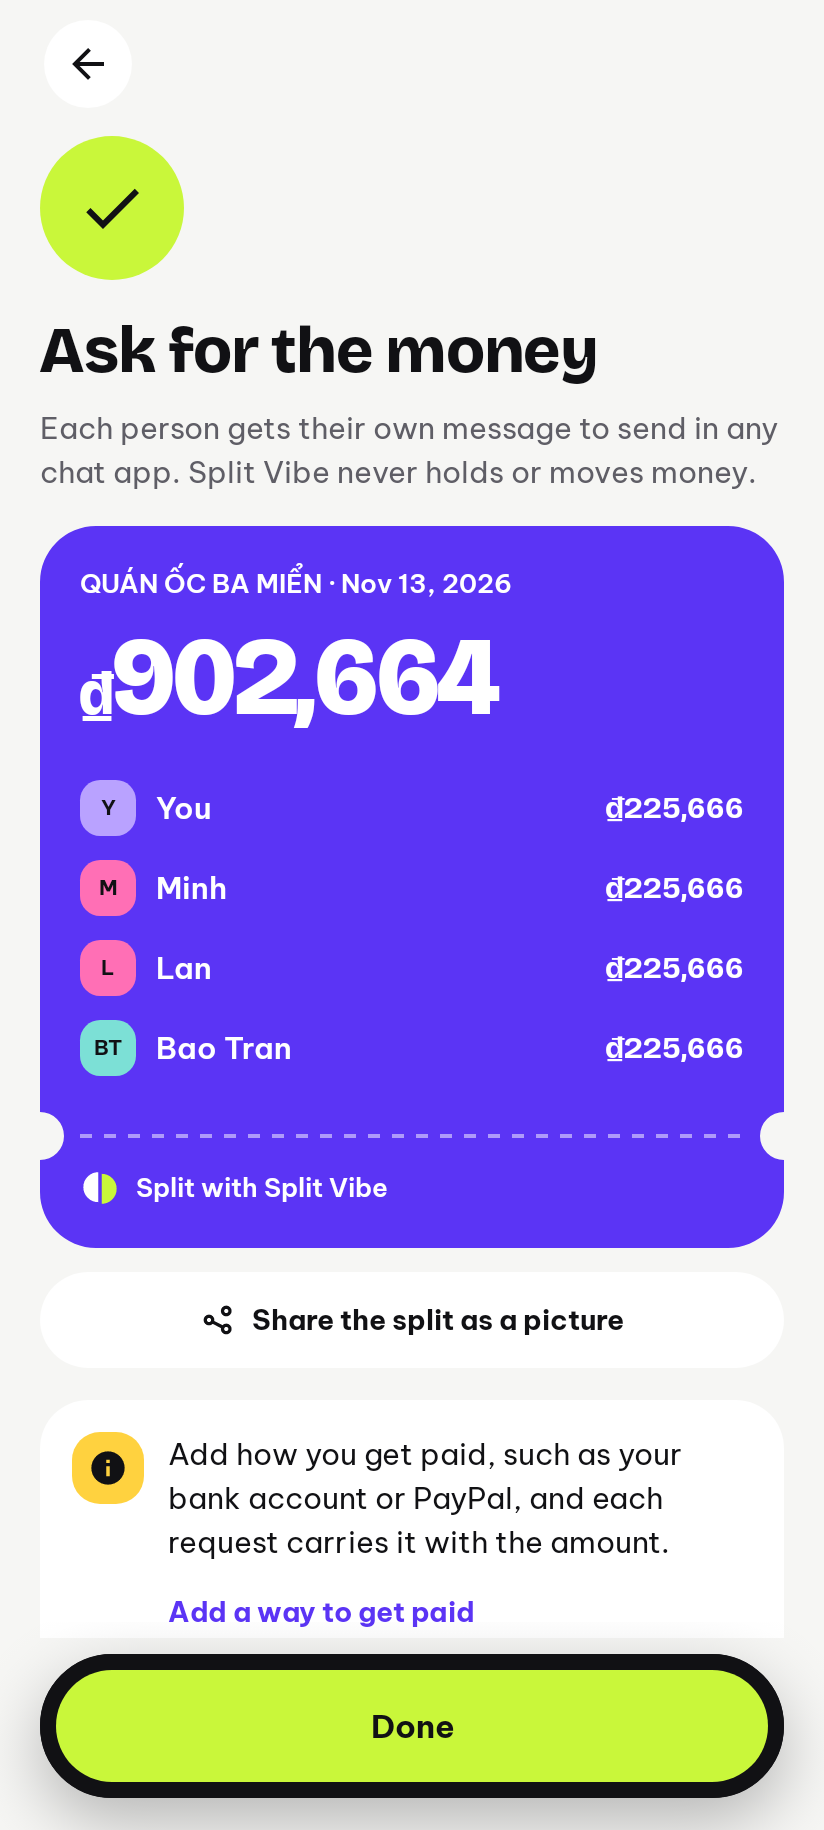 Ask for the money
Each person gets their own message to send in any
chat app. Split Vibe never holds or moves money.
QUÁN ỐC BA MIỂN · Nov 13, 2026
₫902,664
Y You ₫225,666
M Minh ₫225,666
L Lan ₫225,666
BT Bao Tran ₫225,666
Split with Split Vibe
Share the split as a picture
Add how you get paid, such as your
bank account or PayPal, and each
request carries it with the amount.
Add a way to get paid
Done